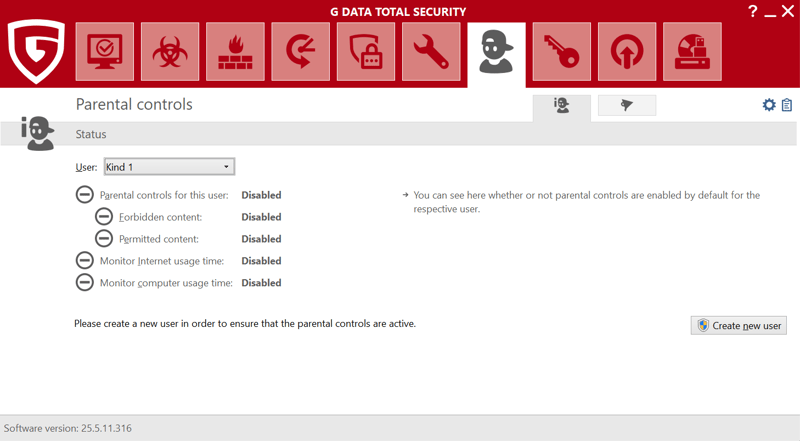 G DATA TOTAL SECURITY
Parental controls
Status
User: Kind 1
Parental controls for this user: Disabled
→ You can see here whether or not parental controls are enabled by default for the
respective user.
Forbidden content: Disabled
Permitted content: Disabled
Monitor Internet usage time: Disabled
Monitor computer usage time: Disabled
Please create a new user in order to ensure that the parental controls are active.
Create new user
Software version: 25.5.11.316